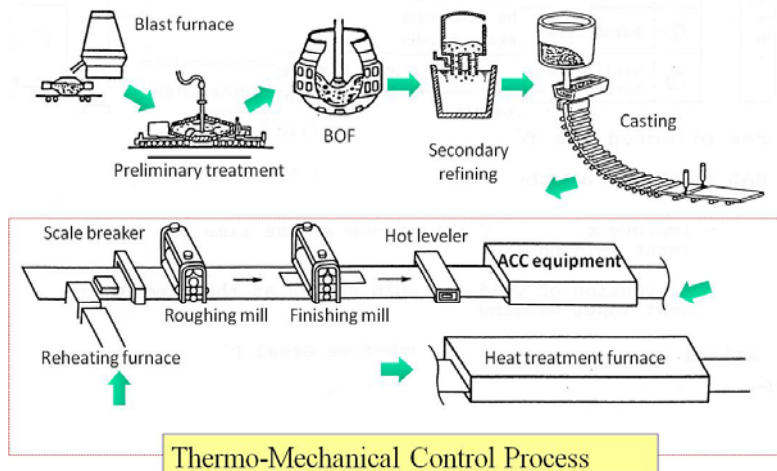 Blast furnace
Preliminary treatment
BOF
Secondary
refining
Casting
Scale breaker
Roughing mill
Finishing mill
Hot leveler
ACC equipment
Reheating furnace
Heat treatment furnace
Thermo-Mechanical Control Process